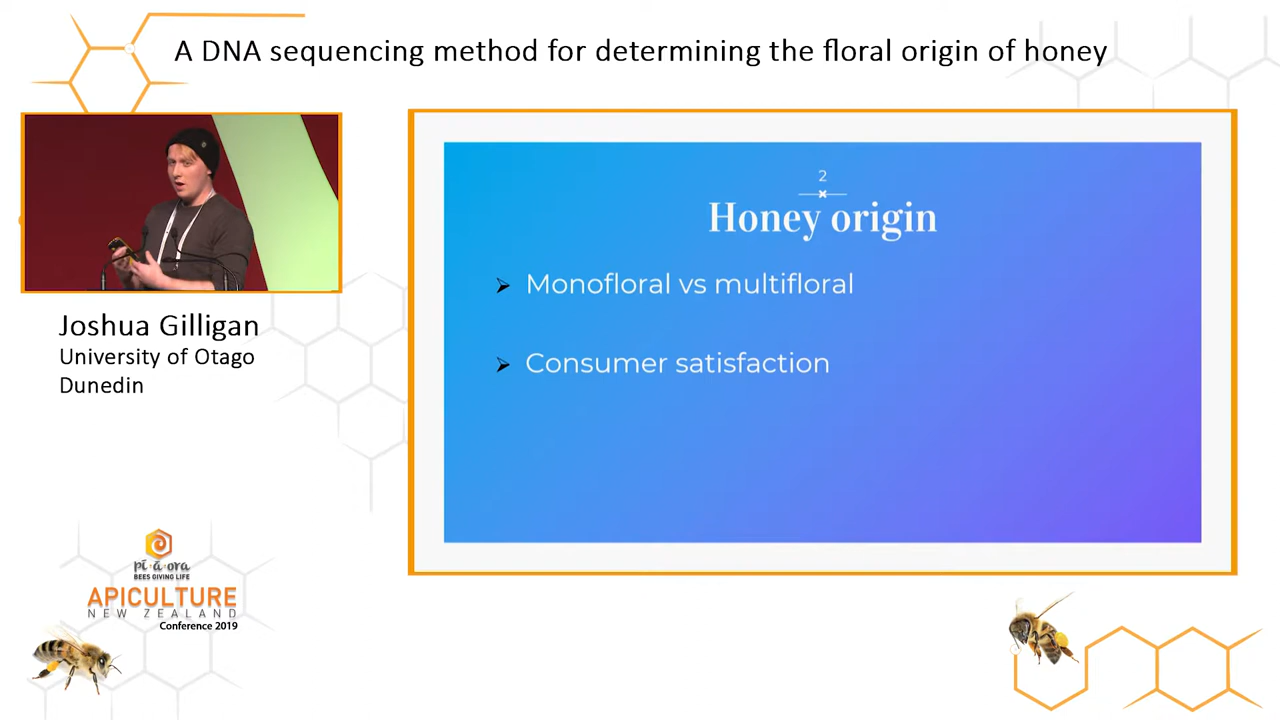 A DNA sequencing method for determining the floral origin of honey
2
Honey origin
Monofloral vs multifloral
Consumer satisfaction
Joshua Gilligan
University of Otago
Dunedin
pī-ā-ora
BEES GIVING LIFE
APICULTURE
NEW ZEALAND
Conference 2019